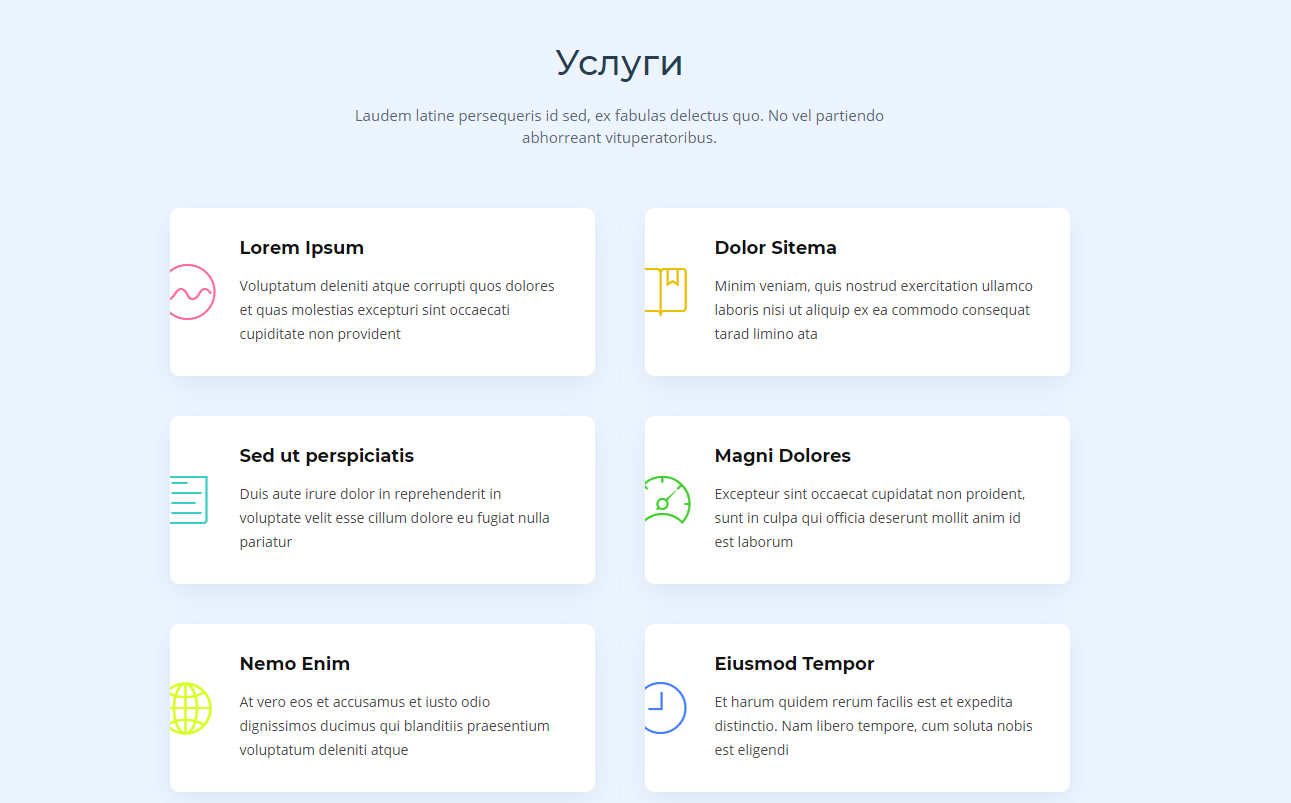 Услуги
Laudem latine persequeris id sed, ex fabulas delectus quo. No vel partiendo
abhorreant vituperatoribus.
Lorem Ipsum
Voluptatum deleniti atque corrupti quos dolores
et quas molestias excepturi sint occaecati
cupiditate non provident
Dolor Sitema
Minim veniam, quis nostrud exercitation ullamco
laboris nisi ut aliquip ex ea commodo consequat
tarad limino ata
Sed ut perspiciatis
Duis aute irure dolor in reprehenderit in
voluptate velit esse cillum dolore eu fugiat nulla
pariatur
Magni Dolores
Excepteur sint occaecat cupidatat non proident,
sunt in culpa qui officia deserunt mollit anim id
est laborum
Nemo Enim
At vero eos et accusamus et iusto odio
dignissimos ducimus qui blanditiis praesentium
voluptatum deleniti atque
Eiusmod Tempor
Et harum quidem rerum facilis est et expedita
distinctio. Nam libero tempore, cum soluta nobis
est eligendi